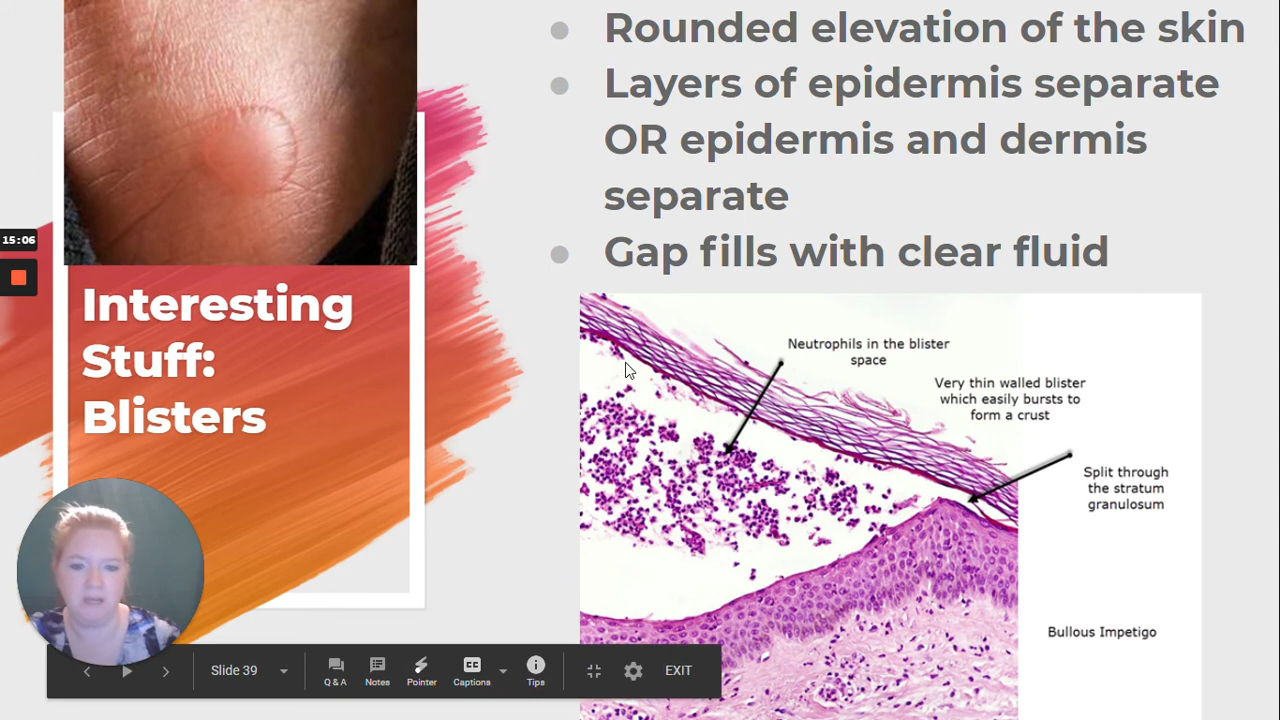 Rounded elevation of the skin
Layers of epidermis separate
OR epidermis and dermis
separate
Gap fills with clear fluid
15:06
Interesting
Stuff:
Blisters
Neutrophils in the blister
space
Very thin walled blister
which easily bursts to
form a crust
Split through
the stratum
granulosum
Bullous Impetigo
Slide 39
Q & A
Notes
Pointer
CC
Captions
Tips
EXIT